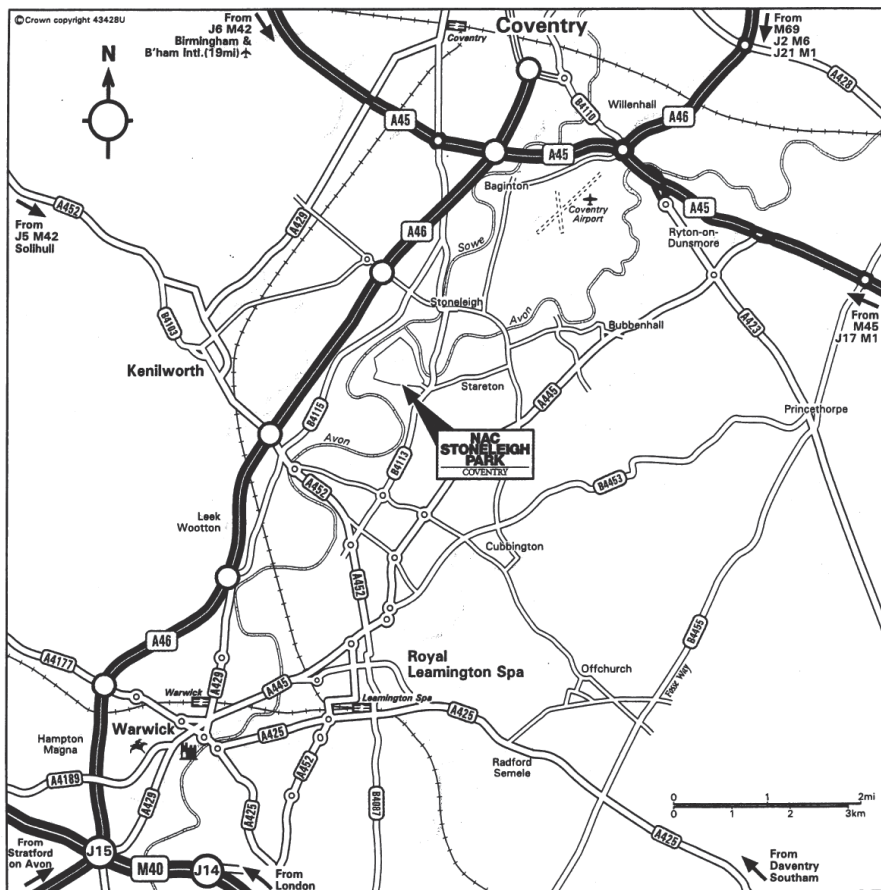 ©Crown copyright 43428U
From
J6 M42
Birmingham &
B'ham Intl.(19mi)
Coventry
Coventry
From
M69
J2 M6
J21 M1
A428
N
Willenhall
B4110
A46
A45
A45
Baginton
Coventry
Airport
A45
Ryton-on-
Dunsmore
A452
From
J5 M42
Solihull
A429
A46
Sowe
Stoneleigh
Avon
B4103
Bubbenhall
A423
From
M45
J17 M1
Kenilworth
Stareton
A445
Princethorpe
B4115
Avon
B4113
NAC
STONELEIGH
PARK
COVENTRY
A452
B4453
Leek
Wootton
Cubbington
A452
A46
B4455
A4177
Royal
Leamington Spa
Offchurch
A429
Warwick
A445
Leamington Spa
Fosse Way
Warwick
A425
A425
Hampton
Magna
Radford
Semele
A4189
A452
A429
A425
B4087
0 1 2mi
0 1 2 3km
A425
From
Stratford
on Avon
J15
M40
J14
From
London
From
Daventry
Southam